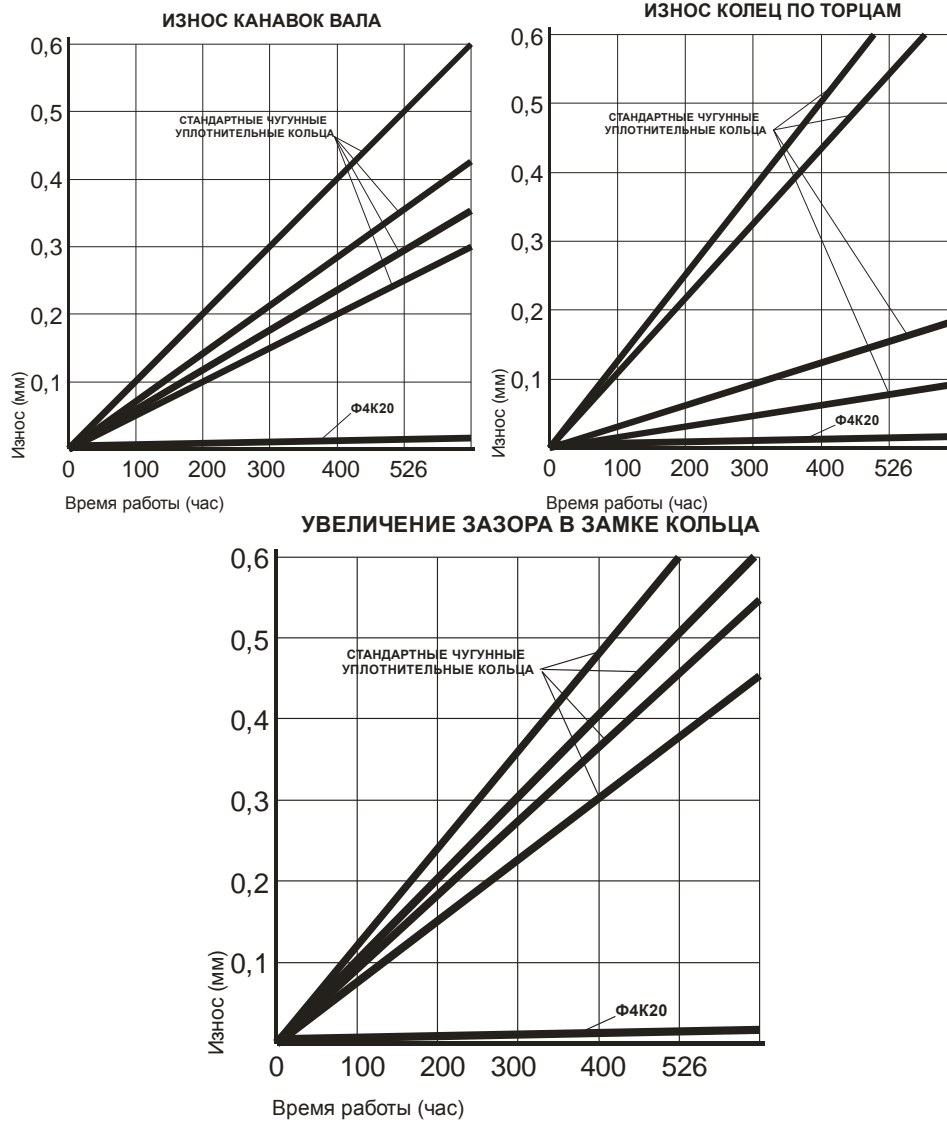 ИЗНОС КАНАВОК ВАЛА
0,6
0,5
0,4
0,3
0,2
0,1
Износ (мм)
СТАНДАРТНЫЕ ЧУГУННЫЕ
УПЛОТНИТЕЛЬНЫЕ КОЛЬЦА
Ф4К20
0 100 200 300 400 526
Время работы (час)
ИЗНОС КОЛЕЦ ПО ТОРЦАМ
0,6
0,5
0,4
0,3
0,2
0,1
Износ (мм)
СТАНДАРТНЫЕ ЧУГУННЫЕ
УПЛОТНИТЕЛЬНЫЕ КОЛЬЦА
Ф4К20
0 100 200 300 400 526
Время работы (час)
УВЕЛИЧЕНИЕ ЗАЗОРА В ЗАМКЕ КОЛЬЦА
0,6
0,5
0,4
0,3
0,2
0,1
Износ (мм)
СТАНДАРТНЫЕ ЧУГУННЫЕ
УПЛОТНИТЕЛЬНЫЕ КОЛЬЦА
Ф4К20
0 100 200 300 400 526
Время работы (час)